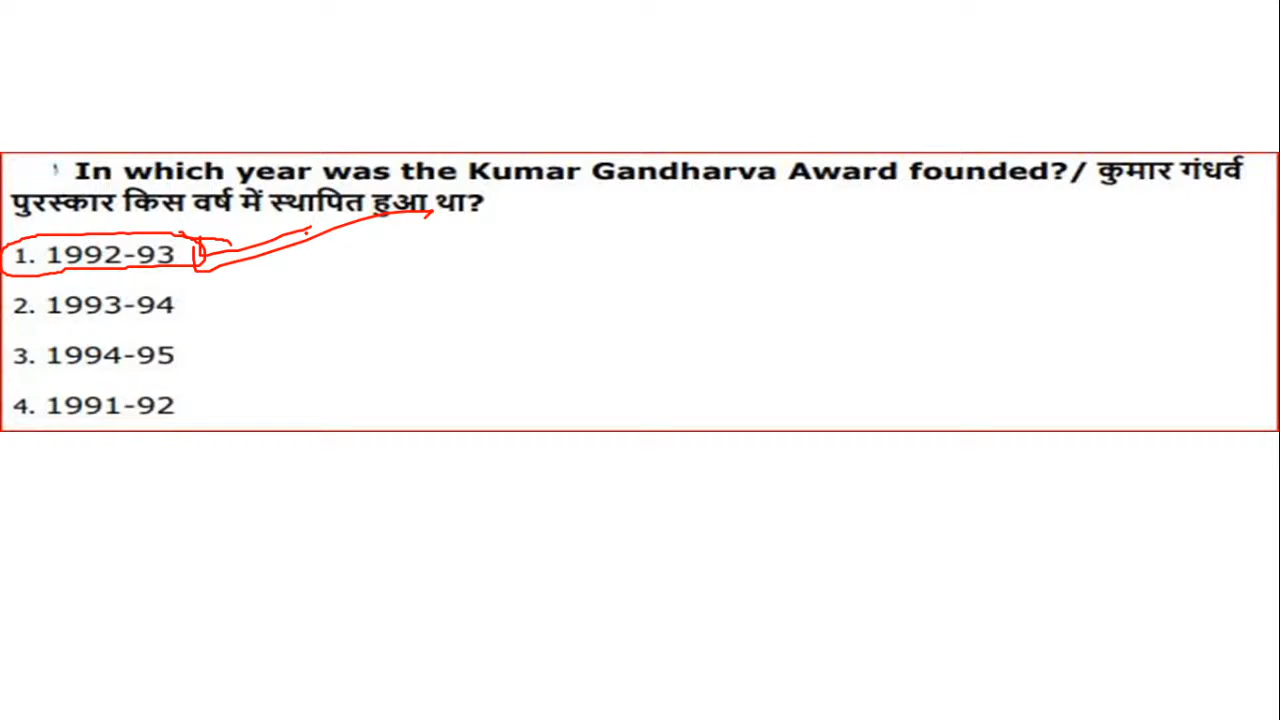 In which year was the Kumar Gandharva Award founded?/ कुमार गंधर्व
पुरस्कार किस वर्ष में स्थापित हुआ था?
1. 1992-93
2. 1993-94
3. 1994-95
4. 1991-92